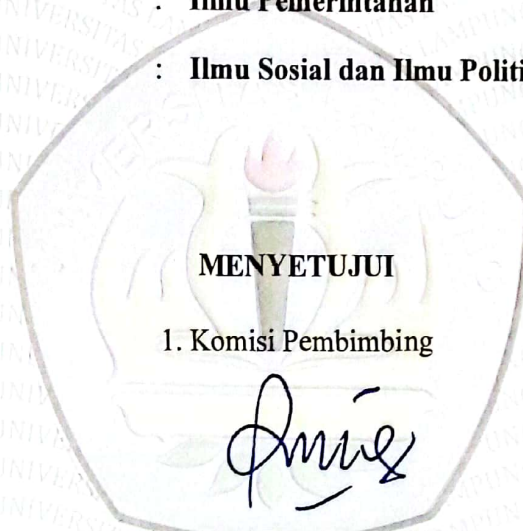 : Ilmu Pemerintahan
: Ilmu Sosial dan Ilmu Politi
MENYETUJUI
1. Komisi Pembimbing